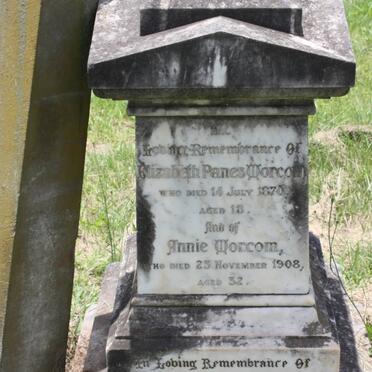 In
Loving Remembrance Of
Elizabeth Panes Worcom
WHO DIED 14 JULY
AGED 18.
And of
Annie Worcom,
WHO DIED 23 NOVEMBER 1908,
AGED 32.
In Loving Remembrance Of